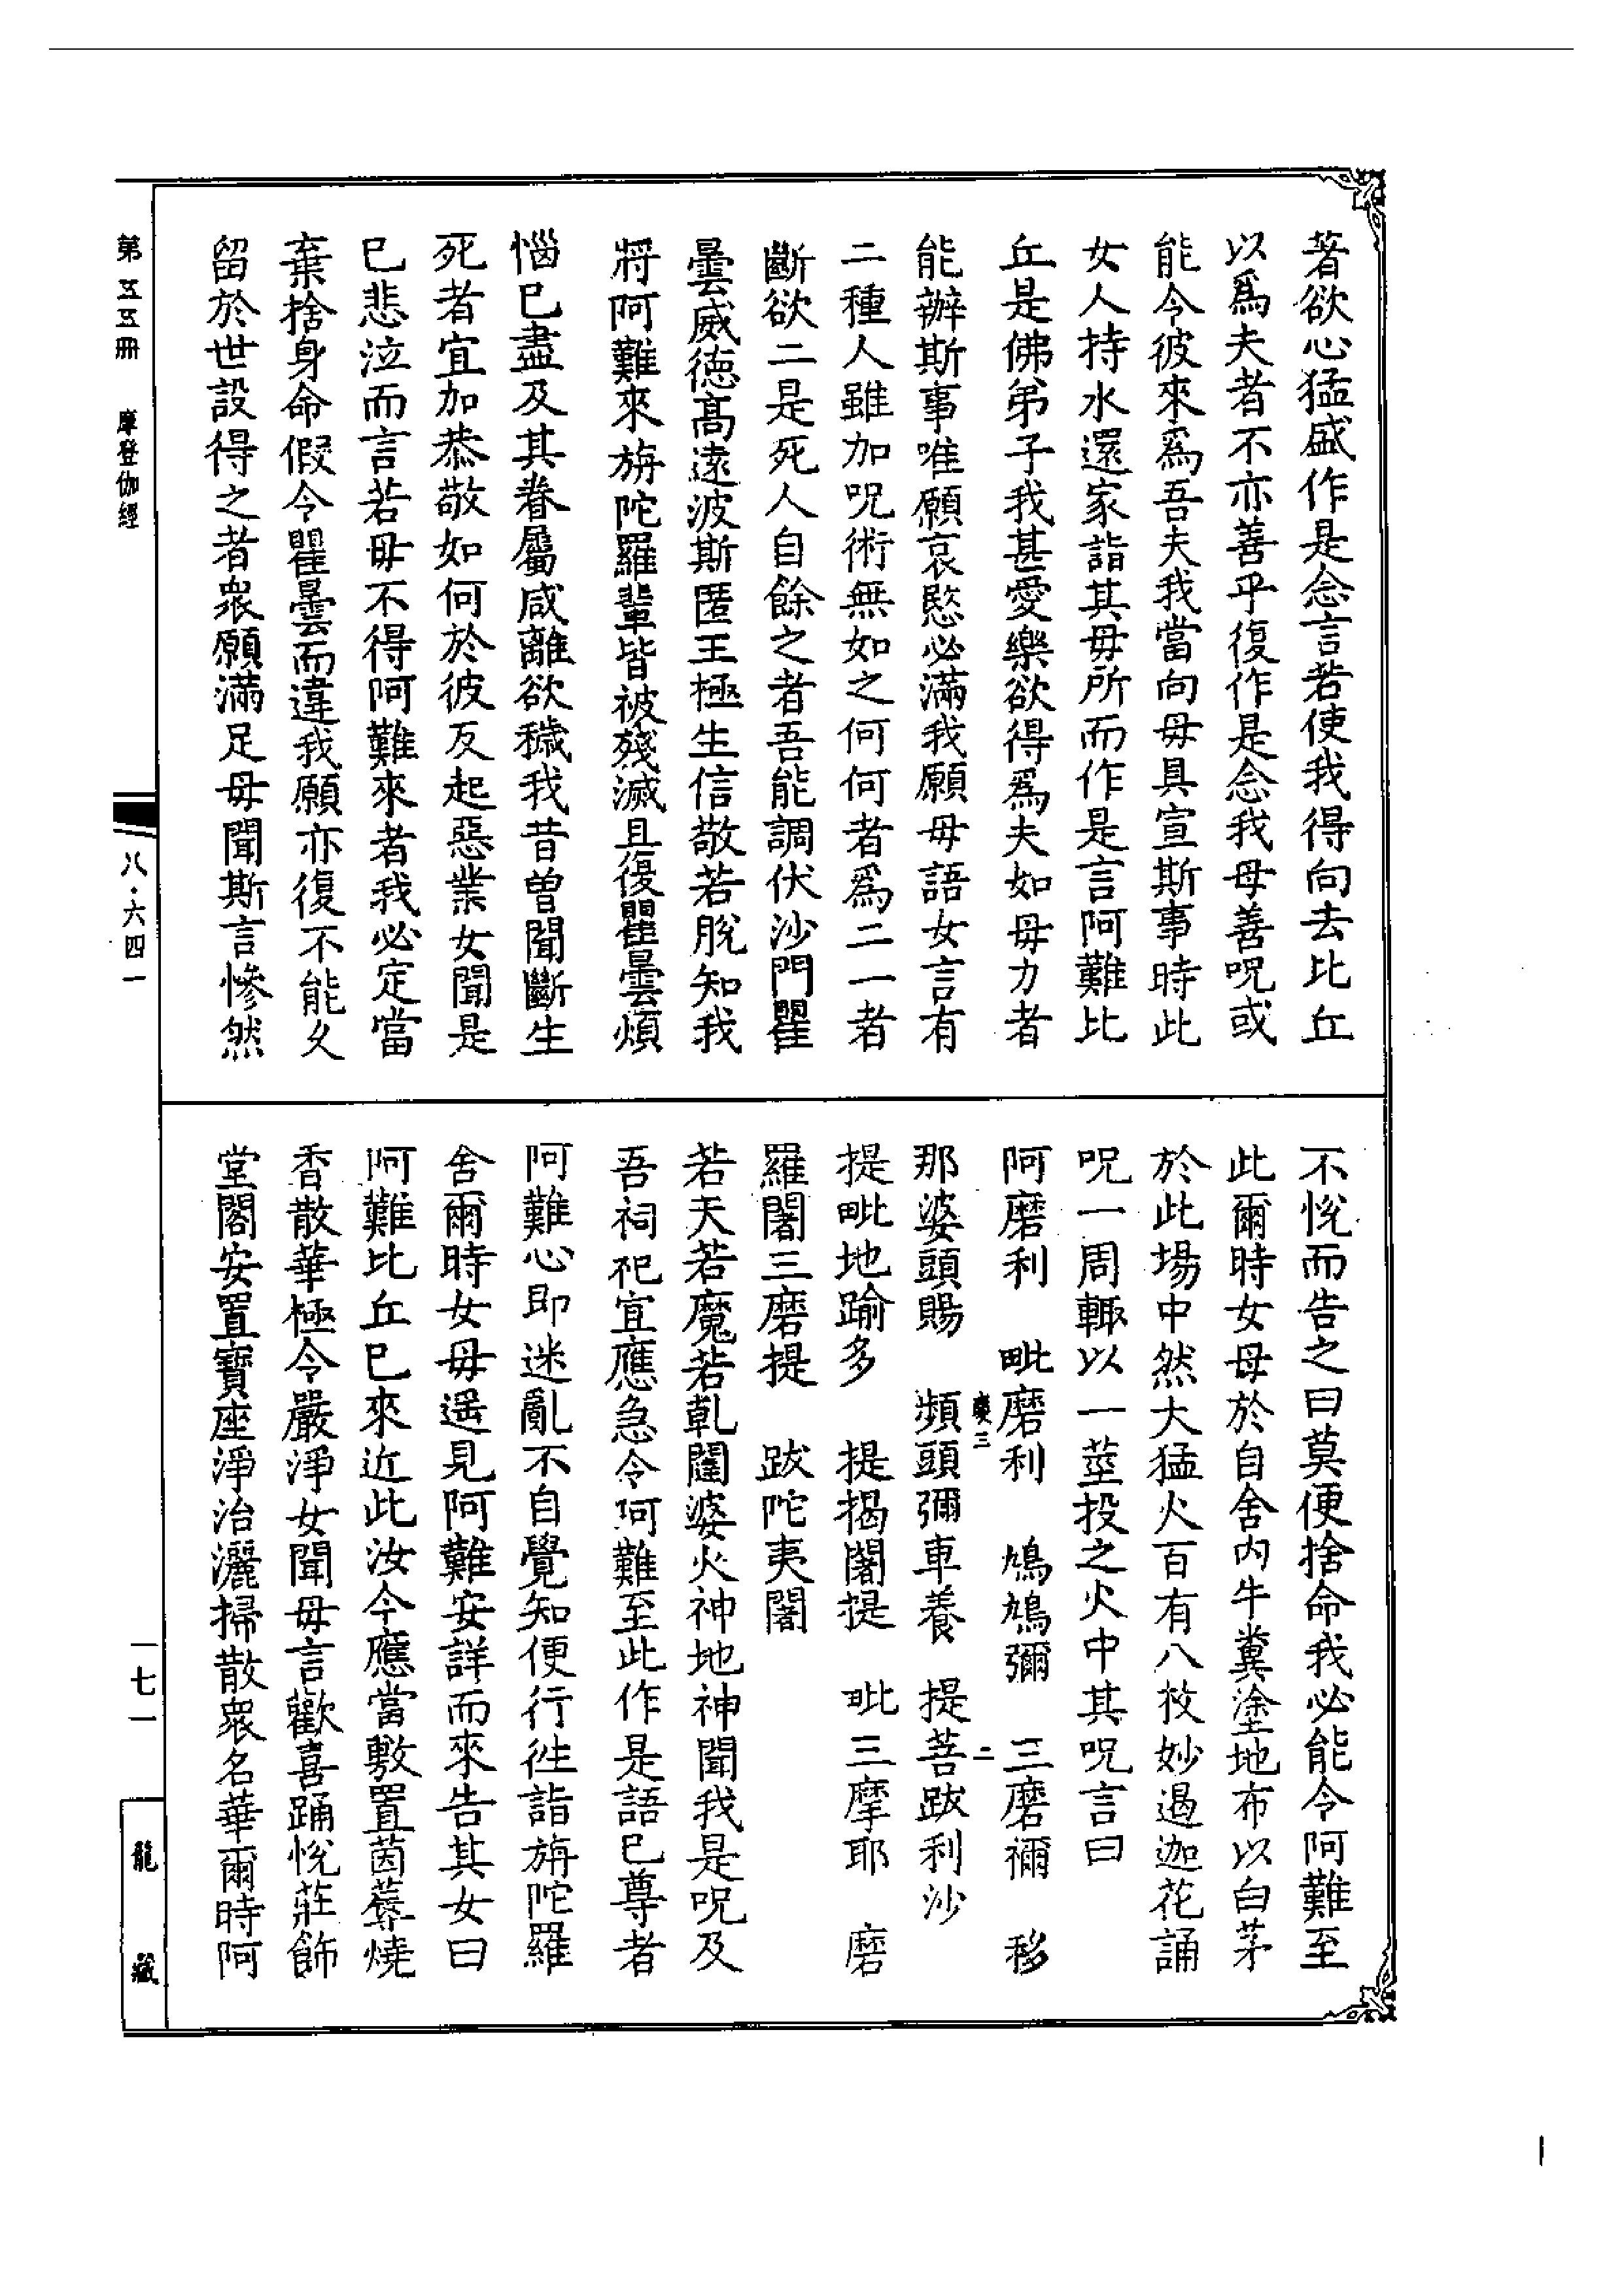 著欲心猛盛作是念言若使我得向去比丘
以爲夫者不亦善乎復作是念我母善呪或
能令彼來爲吾夫我當向母具宣斯事時此
女人持水還家詣其母所而作是言阿難比
丘是佛弟子我甚愛樂欲得爲夫如母力者
能辦斯事唯願哀愍必滿我願母語女言有
二種人雖加呪術無如之何何者爲二一者
斷欲二是死人自餘之者吾能調伏沙門瞿
曇威德髙遠波斯匿王極生信敬若脫知我
將阿難來旃陀羅輩皆被殘滅且復瞿曇煩
惱已盡及其眷屬咸離欲穢我昔曾聞斷生
死者宜加恭敬如何於彼反起惡業女聞是
已悲泣而言若母不得阿難來者我必定當
棄捨身命假令瞿曇而違我願亦復不能久
留於世設得之者衆願滿足母聞斯言慘然
不悅而告之曰莫便捨命我必能令阿難至
此爾時女母於自舍内牛糞塗地布以白茅
於此場中然大猛火百有八枚妙遏迦花誦
呪一周輙以一莖投之火中其呪言曰
阿磨利　毗磨利　鳩鳩彌　三磨禰　移
那婆頭賜　頻頭彌車養　提菩跋利沙
提毗地踰多　提揭闍提　毗三摩耶　磨
羅闍三磨提　跋陀夷闍
若天若魔若乹闥婆火神地神聞我是呪及
吾祠祀宜應急令阿難至此作是語已尊者
阿難心即迷亂不自覺知便行徃詣旃陀羅
舍爾時女母遥見阿難安詳而來告其女曰
阿難比丘已來近此汝今應當敷置茵蓐燒
香散華極令嚴淨女聞母言歡喜踊悅莊飾
堂閣安置寶座淨治灑掃散衆名華爾時阿
第五五冊　摩登伽經
八·六四一
一七一
龍藏